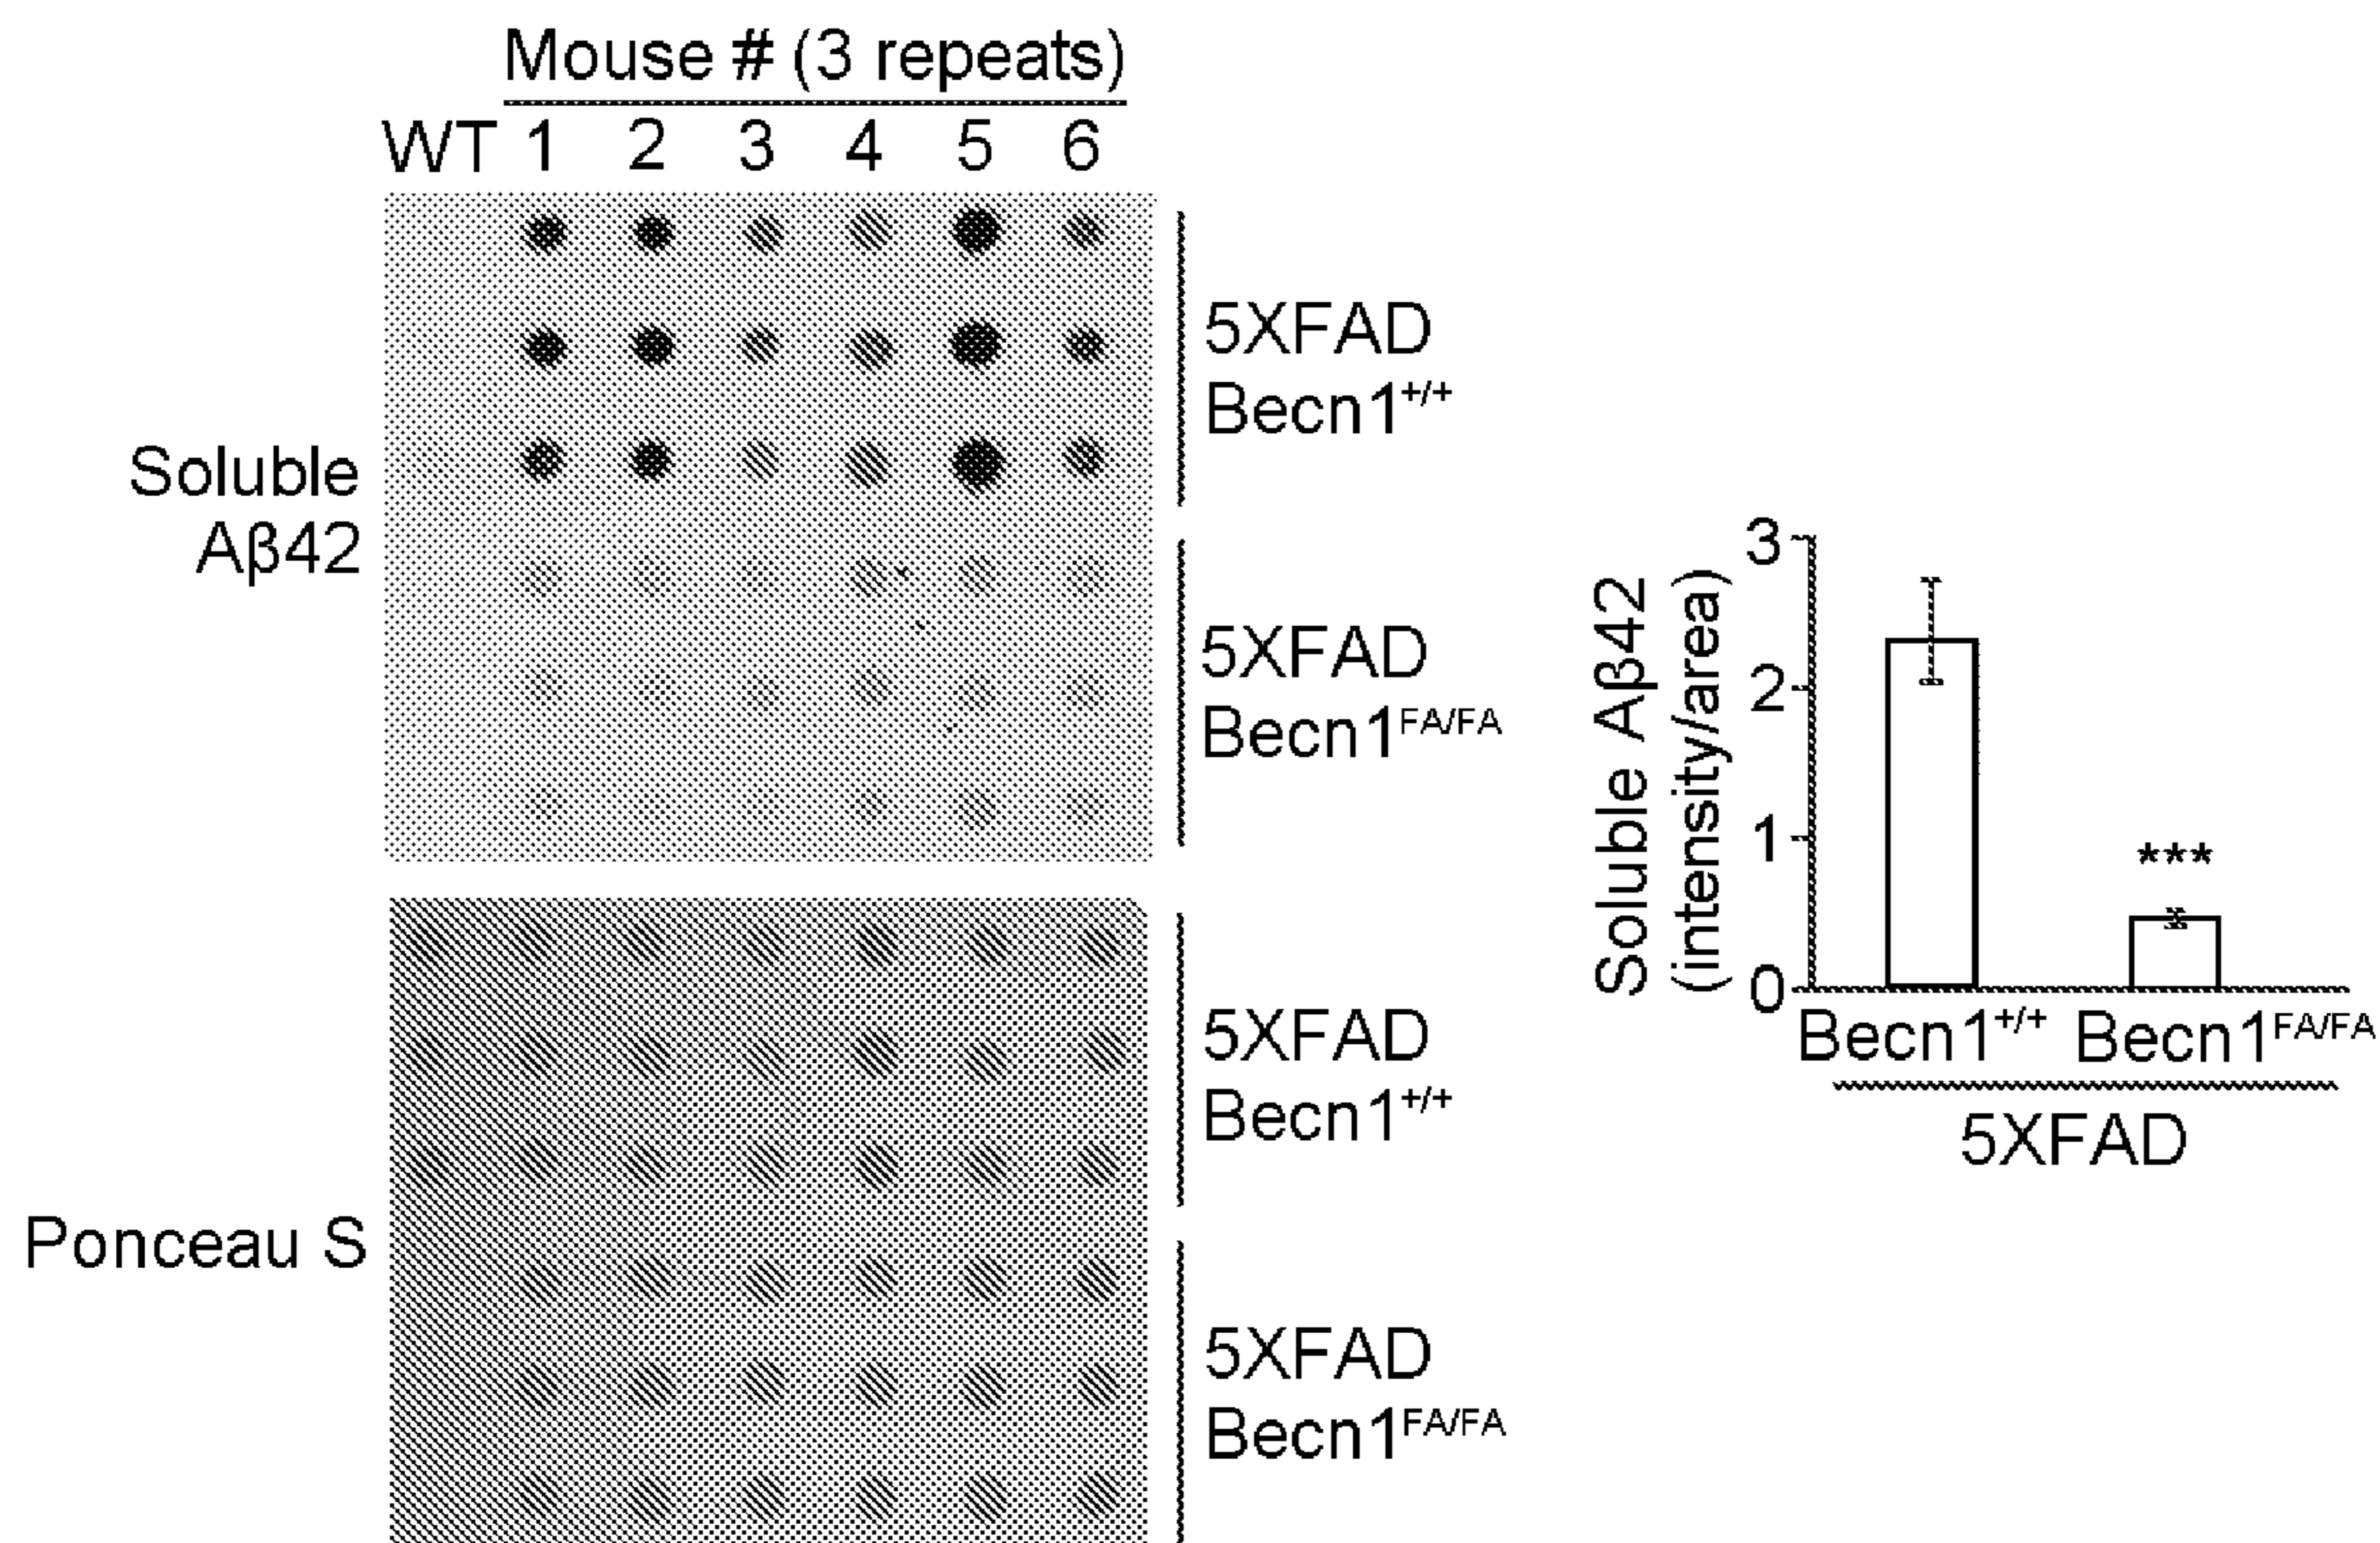 Mouse # (3 repeats)
WT 1 2 3 4 5 6
Soluble
Aβ42
5XFAD
Becn1+/+
5XFAD
Becn1FA/FA
Ponceau S
5XFAD
Becn1+/+
5XFAD
Becn1FA/FA
Soluble Aβ42
(intensity/area)
3
2
1
0
***
Becn1+/+ Becn1FA/FA
5XFAD